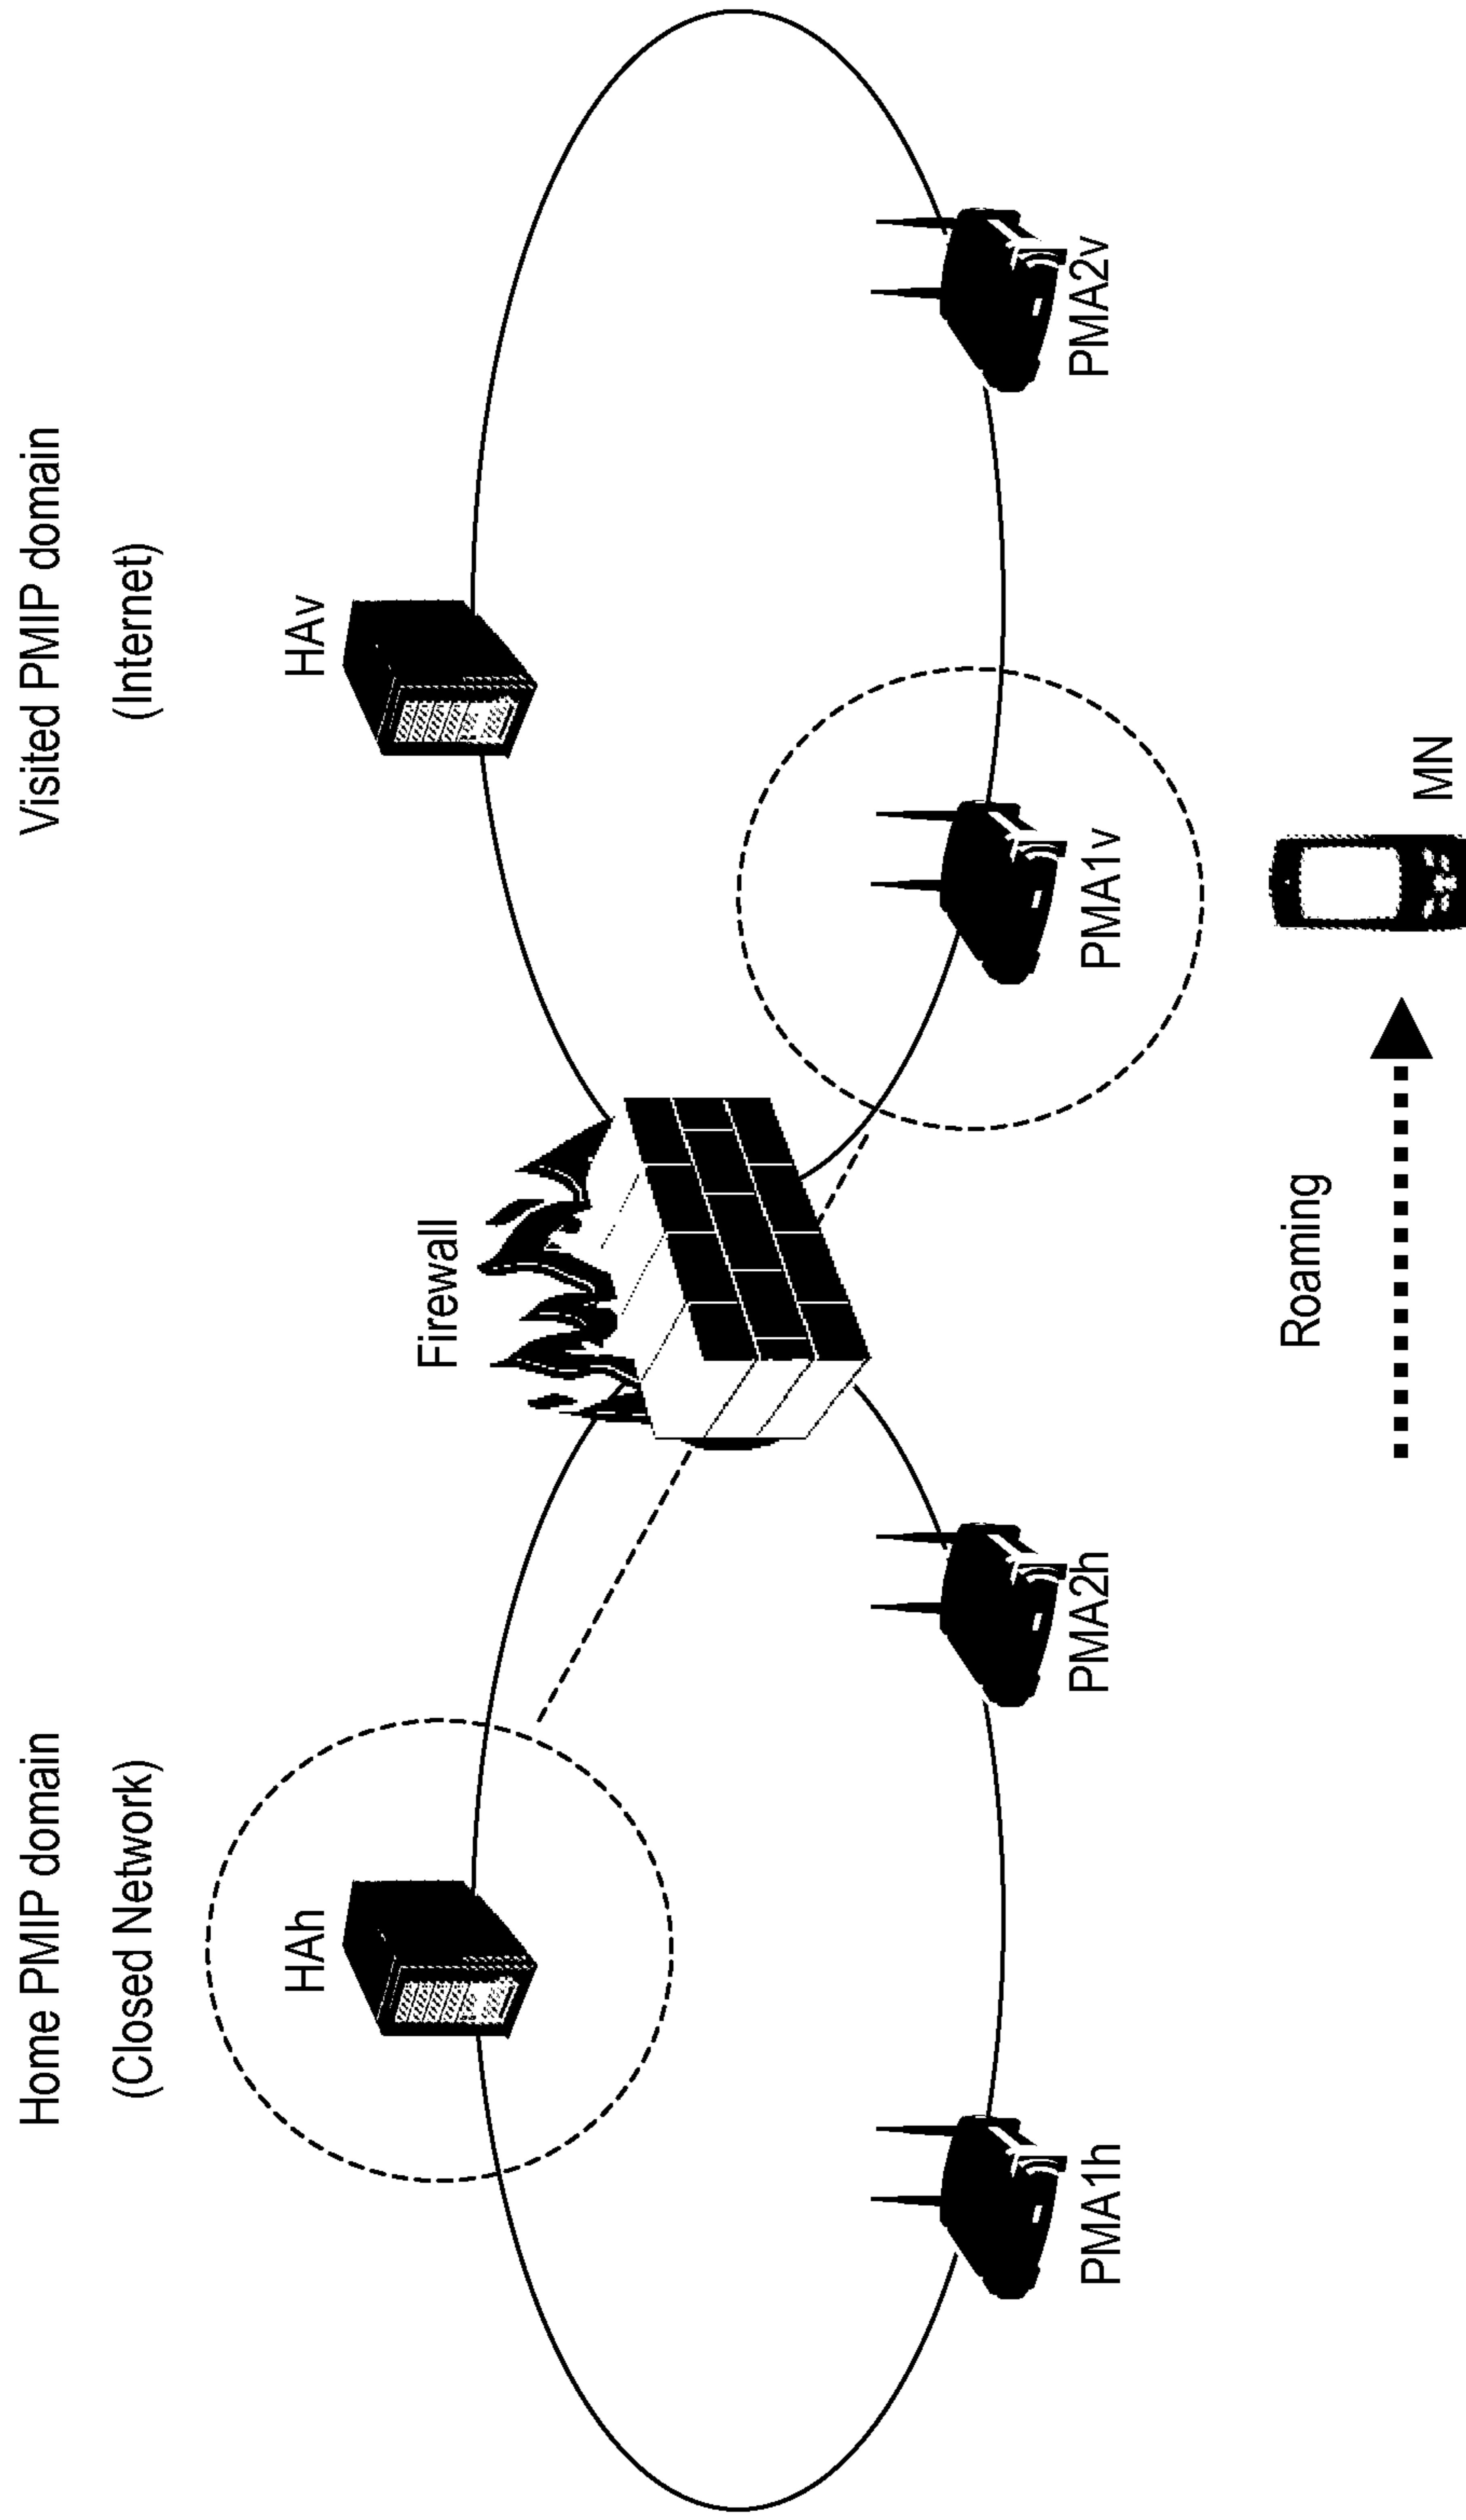 Home PMIP domain
(Closed Network)
Visited PMIP domain
(Internet)
HAh
HAv
Firewall
PMA1h
PMA2h
PMA1v
PMA2v
Roaming
MN